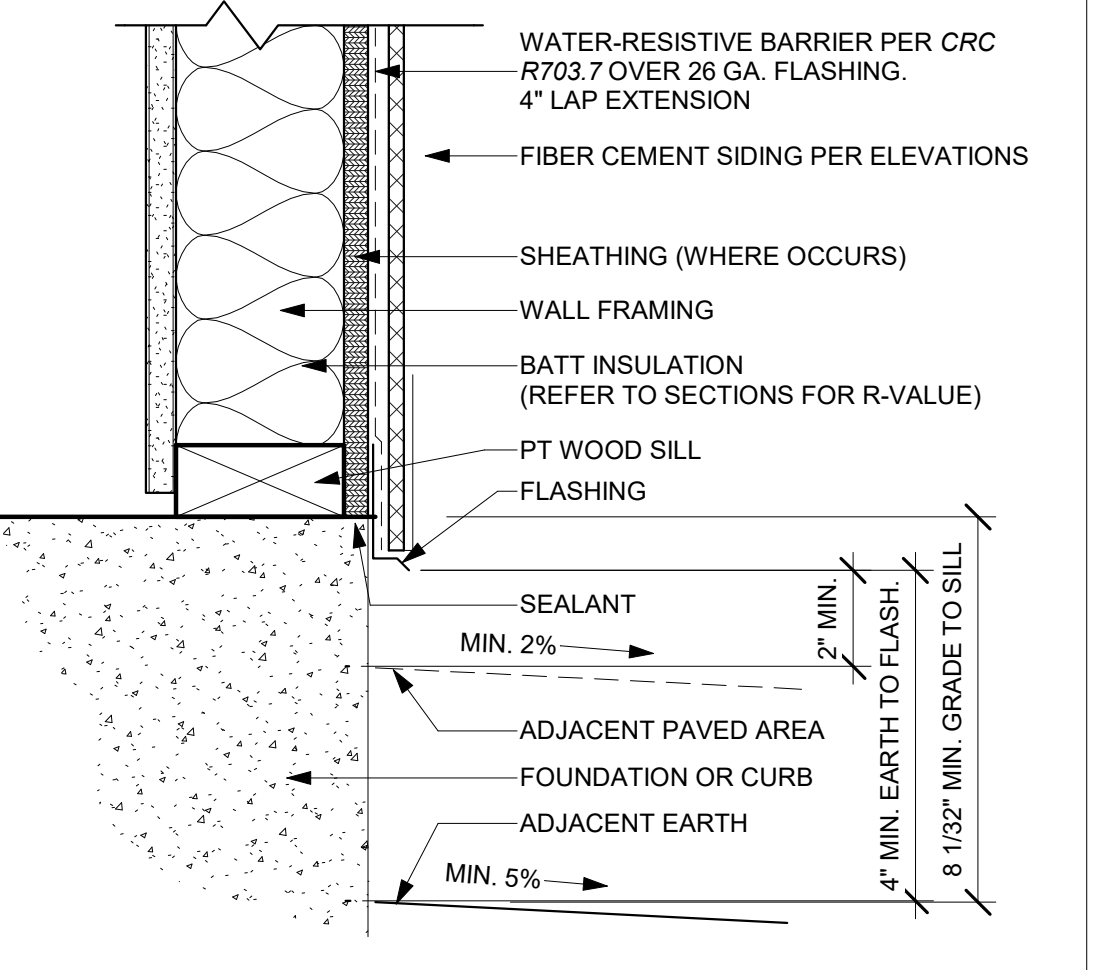 WATER-RESISTIVE BARRIER PER CRC
R703.7 OVER 26 GA. FLASHING.
4" LAP EXTENSION
FIBER CEMENT SIDING PER ELEVATIONS
SHEATHING (WHERE OCCURS)
WALL FRAMING
BATT INSULATION
(REFER TO SECTIONS FOR R-VALUE)
PT WOOD SILL
FLASHING
SEALANT
MIN. 2%
ADJACENT PAVED AREA
FOUNDATION OR CURB
ADJACENT EARTH
MIN. 5%
2" MIN.
4" MIN. EARTH TO FLASH.
8 1/32" MIN. GRADE TO SILL